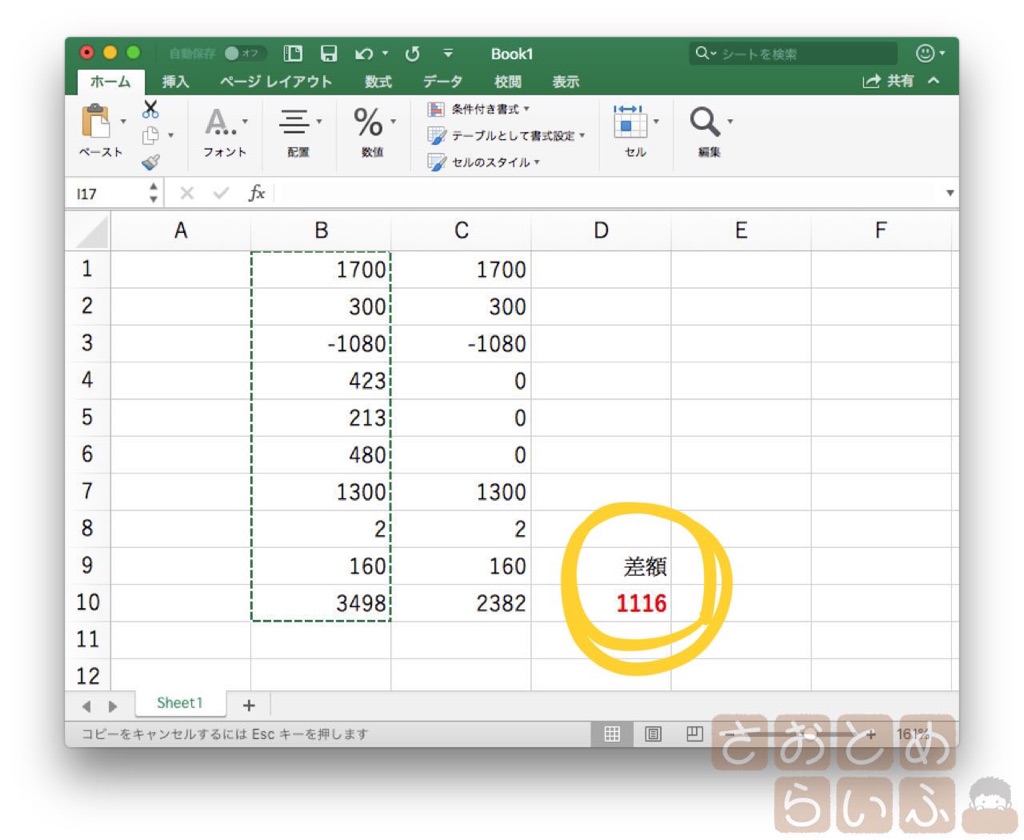 自動保存 オフ Book1 シートを検索
ホーム 挿入 ページ レイアウト 数式 データ 校閲 表示 共有
ペースト フォント 配置 % 数値 条件付き書式 テーブルとして書式設定 セルのスタイル セル 編集
I17 fx
A B C D E F
1 1700 1700
2 300 300
3 -1080 -1080
4 423 0
5 213 0
6 480 0
7 1300 1300
8 2 2
9 160 160 差額
10 3498 2382 1116
11
12
Sheet1 +
コピーをキャンセルするには Esc キーを押します 161%
さおとめ
らいふ